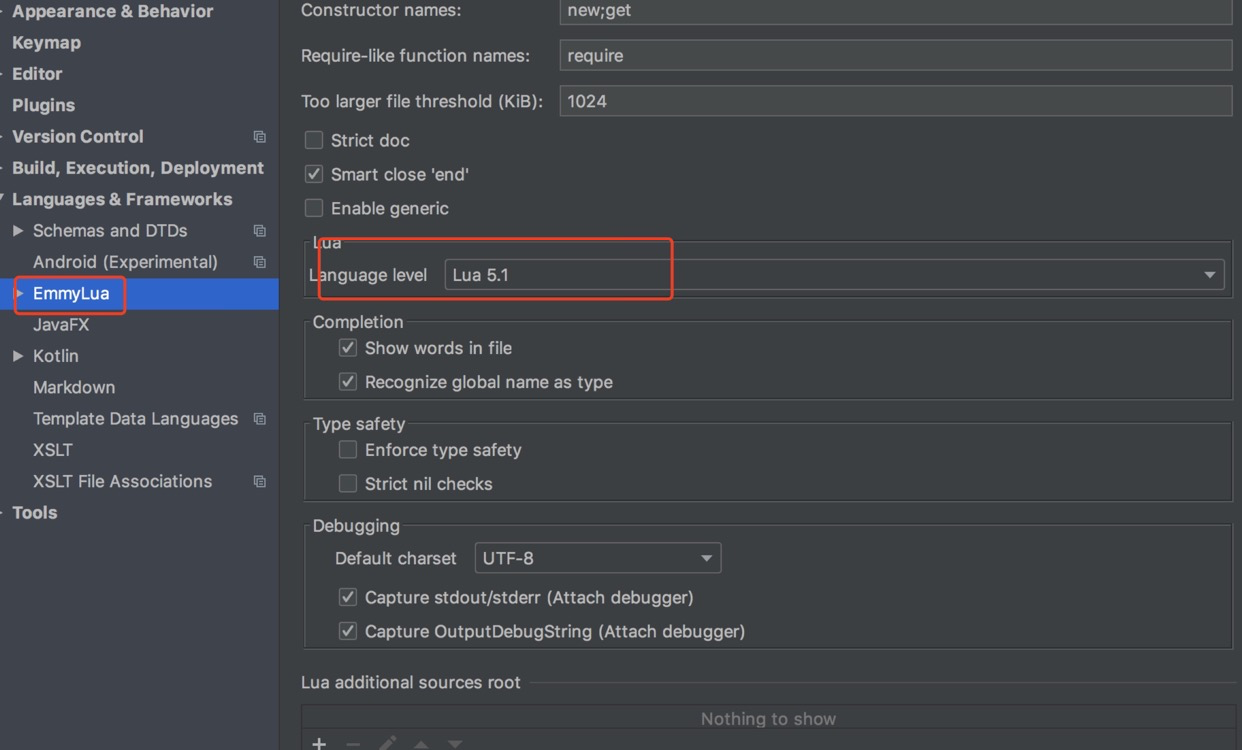 Appearance & Behavior
Keymap
Editor
Plugins
Version Control
Build, Execution, Deployment
Languages & Frameworks
Schemas and DTDs
Android (Experimental)
EmmyLua
JavaFX
Kotlin
Markdown
Template Data Languages
XSLT
XSLT File Associations
Tools
Constructor names: new;get
Require-like function names: require
Too larger file threshold (KiB): 1024
Strict doc
Smart close 'end'
Enable generic
Lua
Language level Lua 5.1
Completion
Show words in file
Recognize global name as type
Type safety
Enforce type safety
Strict nil checks
Debugging
Default charset UTF-8
Capture stdout/stderr (Attach debugger)
Capture OutputDebugString (Attach debugger)
Lua additional sources root
Nothing to show